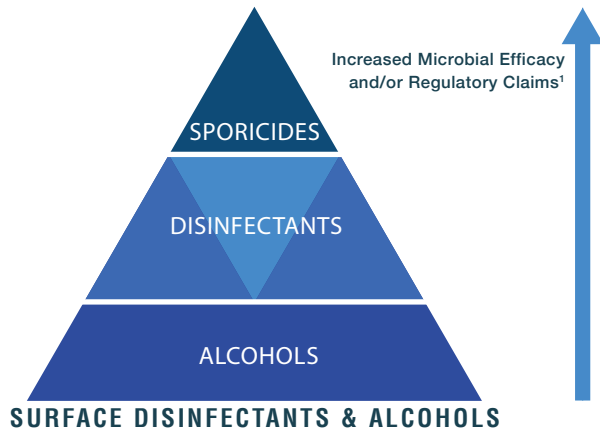 Increased Microbial Efficacy
and/or Regulatory Claims¹
SPORICIDES
DISINFECTANTS
ALCOHOLS
SURFACE DISINFECTANTS & ALCOHOLS